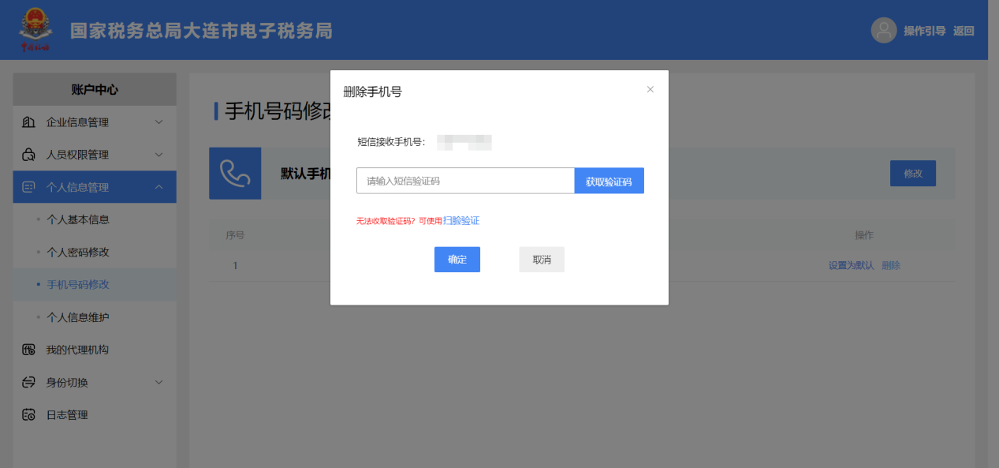 国家税务总局大连市电子税务局
操作引导 返回
账户中心
企业信息管理
人员权限管理
个人信息管理
个人基本信息
个人密码修改
手机号码修改
个人信息维护
我的代理机构
身份切换
日志管理
手机号码修改
默认手机
修改
序号
操作
1
设置为默认 删除
删除手机号
短信接收手机号：
请输入短信验证码
获取验证码
无法收取验证码？可使用扫脸验证
确定
取消